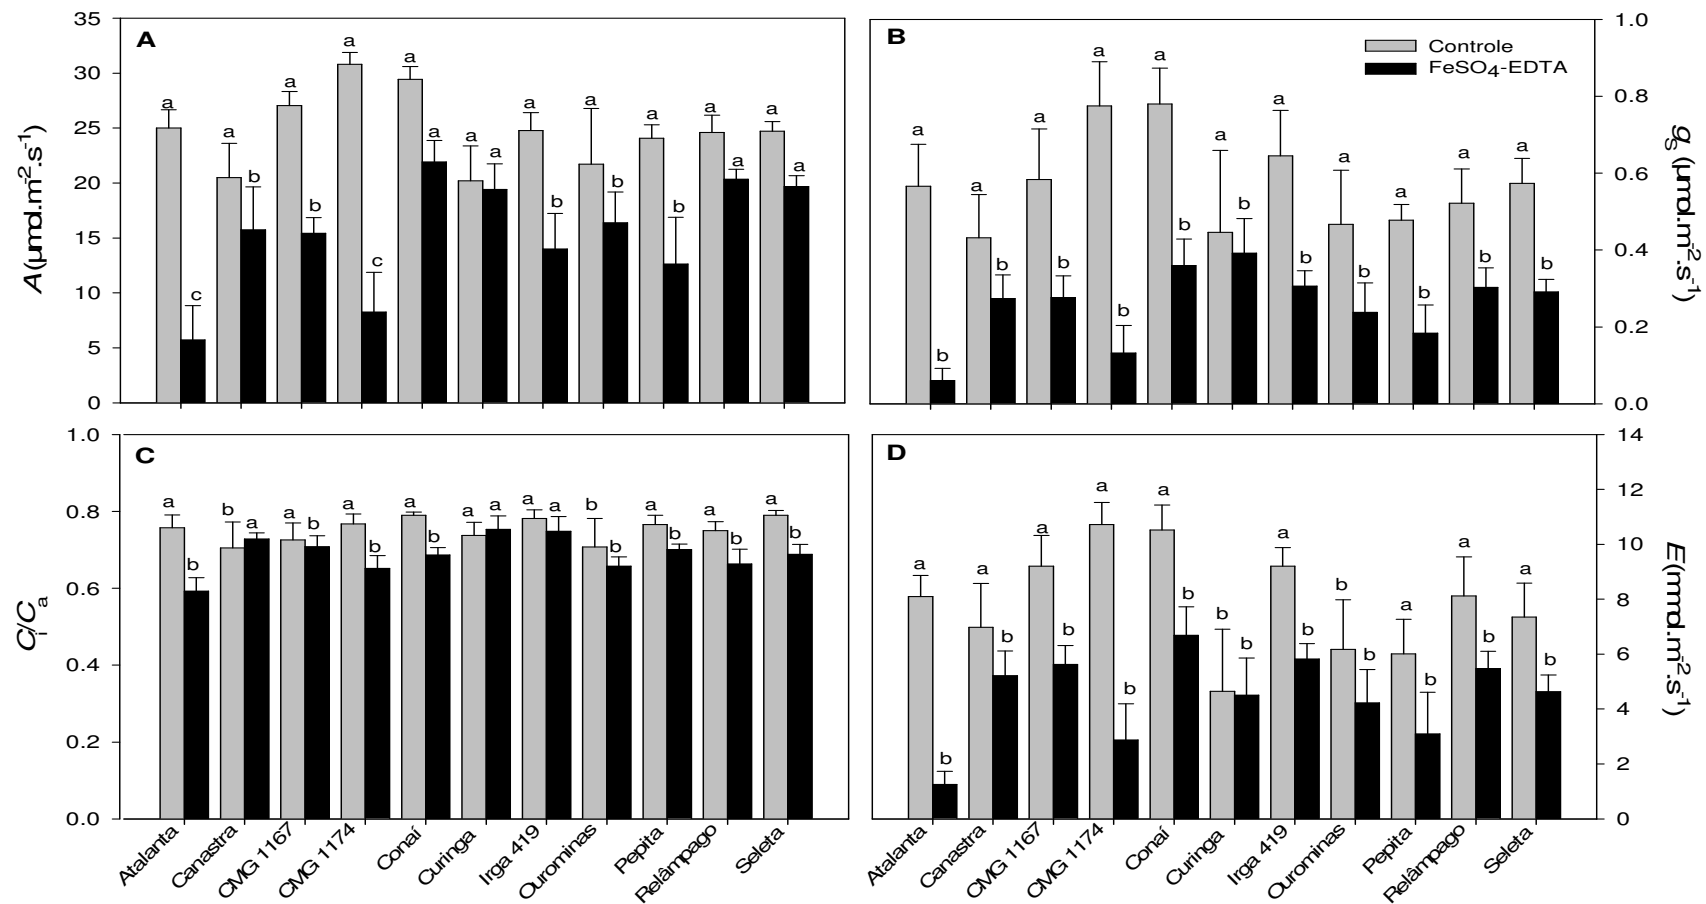 A
35
30
25
20
15
10
5
0
A(µmol.m-2.s-1)
a c a b a b a c a a a a a b a b a b a a a a
B
Controle
FeSO4-EDTA
1.0
0.8
0.6
0.4
0.2
0.0
gs (µmol.m-2.s-1)
a b a b a b a b a b a b a b a b a b a b a b
C
1.0
0.8
0.6
0.4
0.2
0.0
Ci/Ca
a b b a a b a b a b a a a a b b a b a b a b
Atalanta
Canastra
CMG 1167
CMG 1174
Conaí
Curinga
Irga 419
Ourominas
Pepita
Relâmpago
Seleta
D
14
12
10
8
6
4
2
0
E(mmol.m-2.s-1)
a b a b a b a b a b b b a b b b a b a b a b
Atalanta
Canastra
CMG 1167
CMG 1174
Conaí
Curinga
Irga 419
Ourominas
Pepita
Relâmpago
Seleta